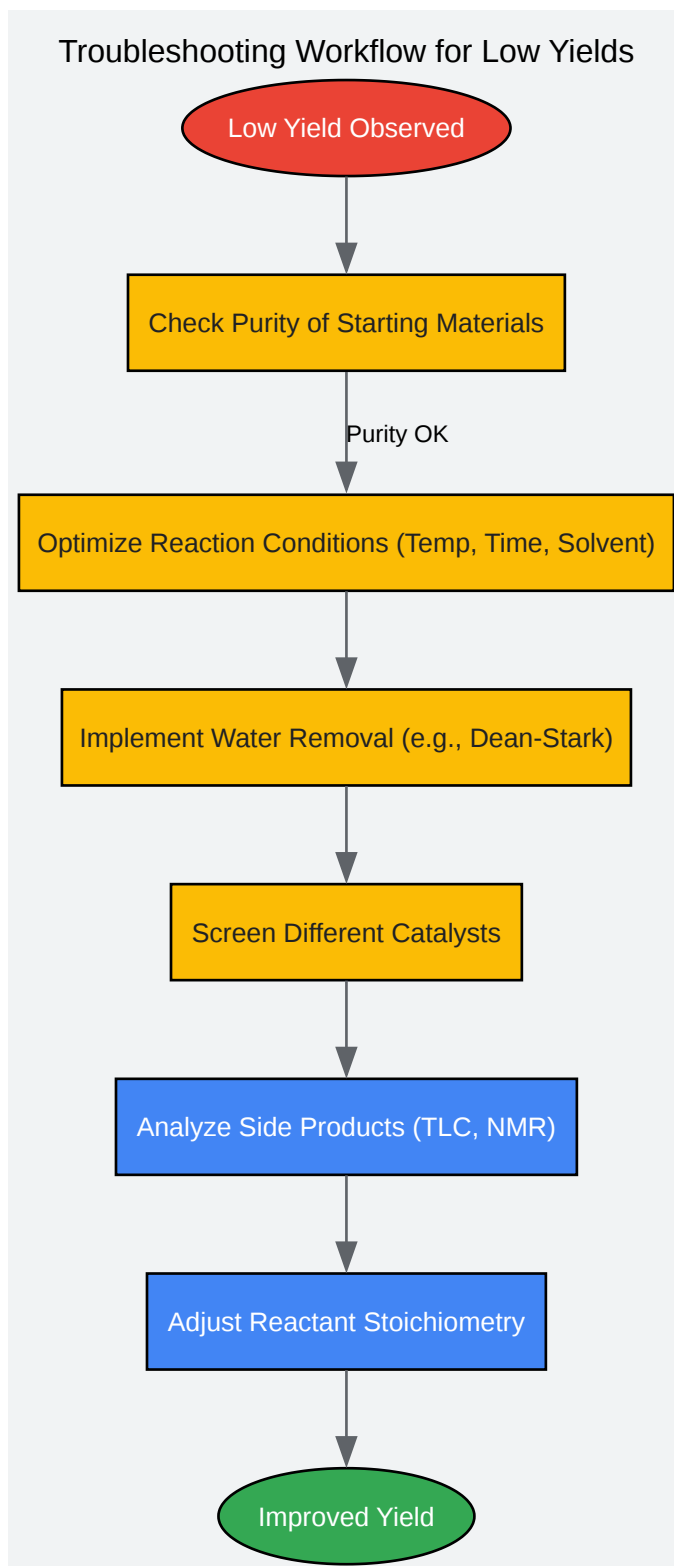 Troubleshooting Workflow for Low Yields
Low Yield Observed
Check Purity of Starting Materials
Purity OK
Optimize Reaction Conditions (Temp, Time, Solvent)
Implement Water Removal (e.g., Dean-Stark)
Screen Different Catalysts
Analyze Side Products (TLC, NMR)
Adjust Reactant Stoichiometry
Improved Yield